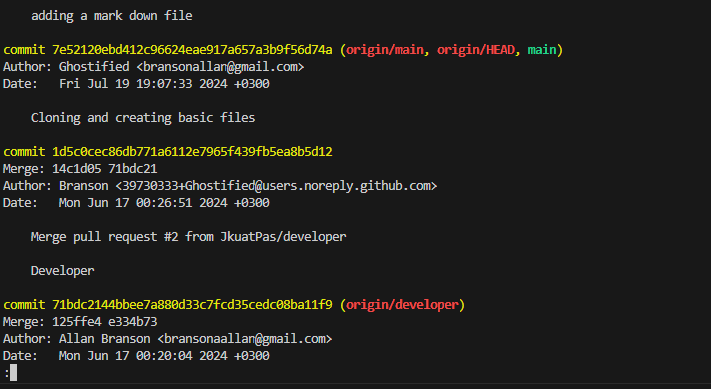 adding a mark down file
commit 7e52120ebd412c96624eae917a657a3b9f56d74a (origin/main, origin/HEAD, main)
Author: Ghostified <bransonallan@gmail.com>
Date:   Fri Jul 19 19:07:33 2024 +0300
Cloning and creating basic files
commit 1d5c0cec86db771a6112e7965f439fb5ea8b5d12
Merge: 14c1d05 71bdc21
Author: Branson <39730333+Ghostified@users.noreply.github.com>
Date:   Mon Jun 17 00:26:51 2024 +0300
Merge pull request #2 from JkuatPas/developer
Developer
commit 71bdc2144bbee7a880d33c7fcd35cedc08ba11f9 (origin/developer)
Merge: 125ffe4 e334b73
Author: Allan Branson <bransonaallan@gmail.com>
Date:   Mon Jun 17 00:20:04 2024 +0300
: